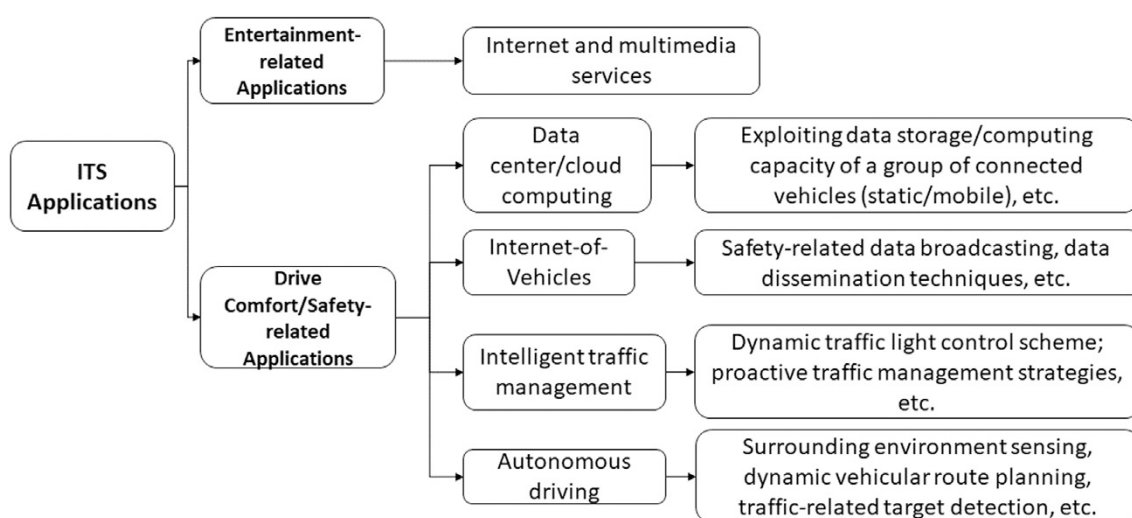 Entertainment-
related
Applications
Internet and multimedia
services
ITS
Applications
Drive
Comfort/Safety-
related
Applications
Data
center/cloud
computing
Exploiting data storage/computing
capacity of a group of connected
vehicles (static/mobile), etc.
Internet-of-
Vehicles
Safety-related data broadcasting, data
dissemination techniques, etc.
Intelligent traffic
management
Dynamic traffic light control scheme;
proactive traffic management strategies,
etc.
Autonomous
driving
Surrounding environment sensing,
dynamic vehicular route planning,
traffic-related target detection, etc.